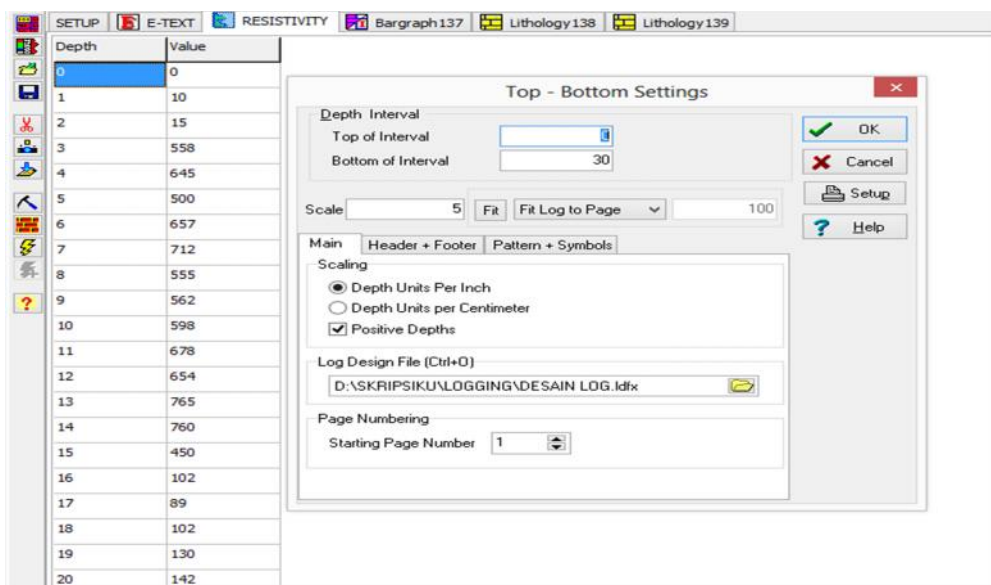 SETUP E-TEXT RESISTIVITY Bargraph137 Lithology138 Lithology139
Depth Value
0 0
1 10
2 15
3 558
4 645
5 500
6 657
7 712
8 555
9 562
10 598
11 678
12 654
13 765
14 760
15 450
16 102
17 89
18 102
19 130
20 142
Top - Bottom Settings
Depth Interval
Top of Interval
Bottom of Interval 30
Scale 5 Fit Fit Log to Page 100
OK
Cancel
Setup
Help
Main Header + Footer Pattern + Symbols
Scaling
Depth Units Per Inch
Depth Units per Centimeter
Positive Depths
Log Design File (Ctrl+O)
D:\SKRIPSIKU\LOGGING\DESAIN LOG.ldfx
Page Numbering
Starting Page Number 1